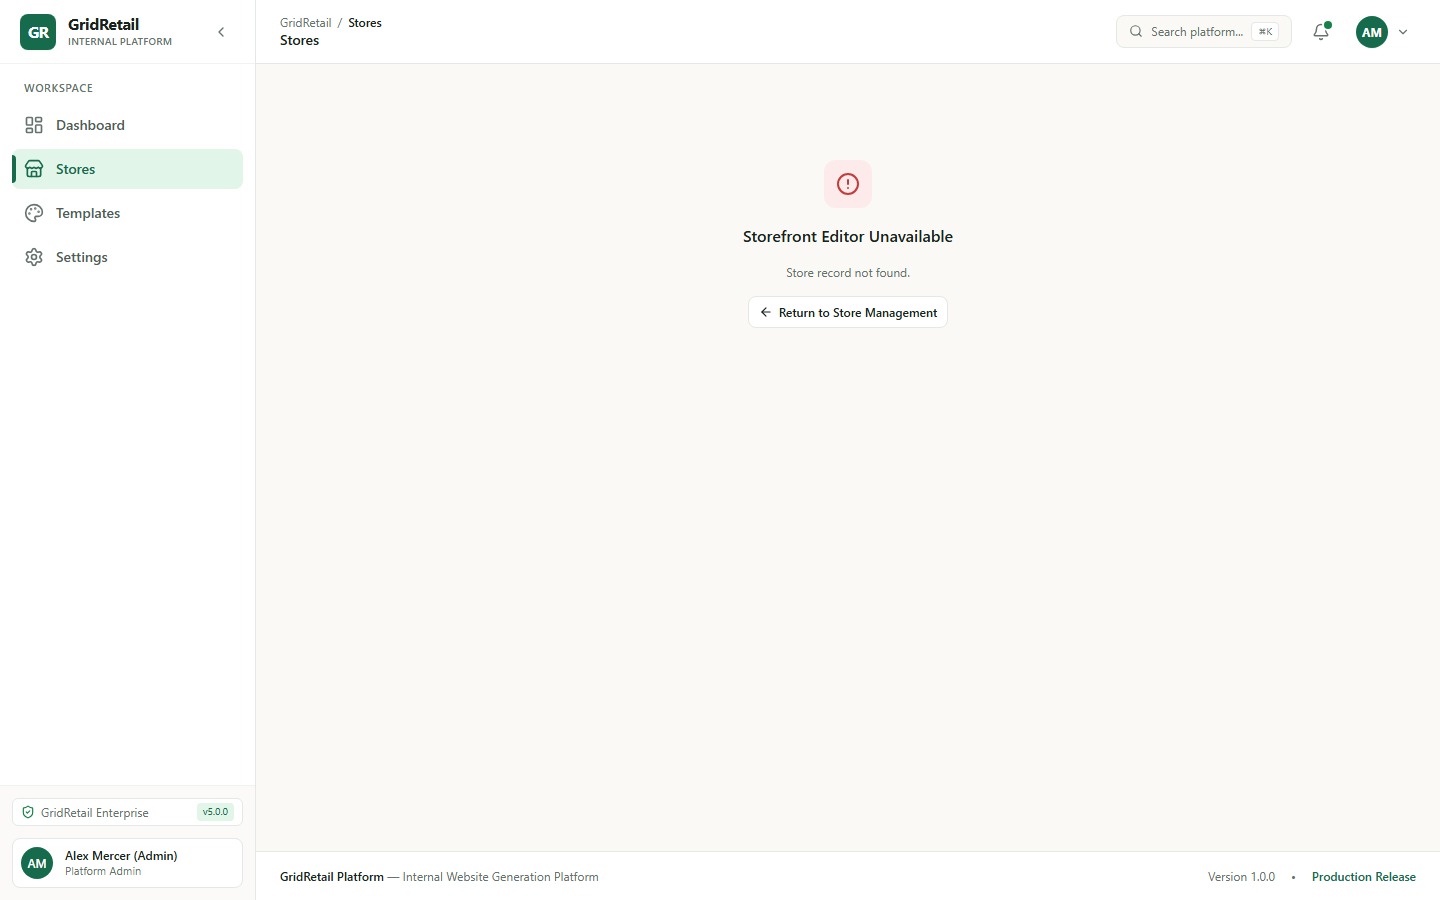 GR
GridRetail
INTERNAL PLATFORM
WORKSPACE
Dashboard
Stores
Templates
Settings
GridRetail Enterprise
v5.0.0
AM
Alex Mercer (Admin)
Platform Admin
GridRetail / Stores
Stores
Search platform...
⌘K
AM
Storefront Editor Unavailable
Store record not found.
Return to Store Management
GridRetail Platform — Internal Website Generation Platform
Version 1.0.0 • Production Release